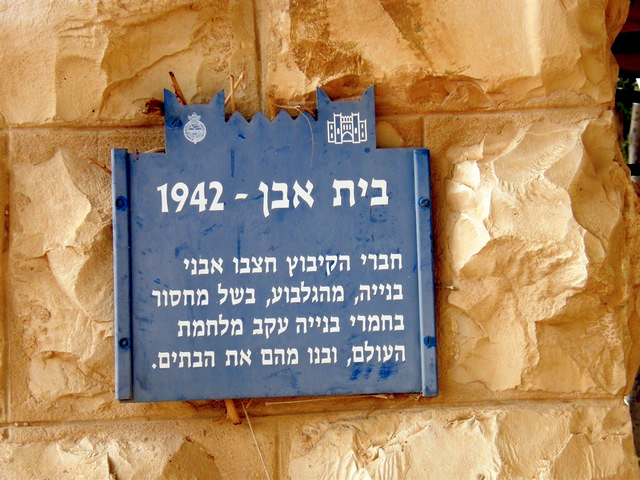 בית אבן - 1942
חברי הקיבוץ חצבו אבני
בנייה, מהגלבוע, בשל מחסור
בחמרי בנייה עקב מלחמת
העולם, ובנו מהם את הבתים.